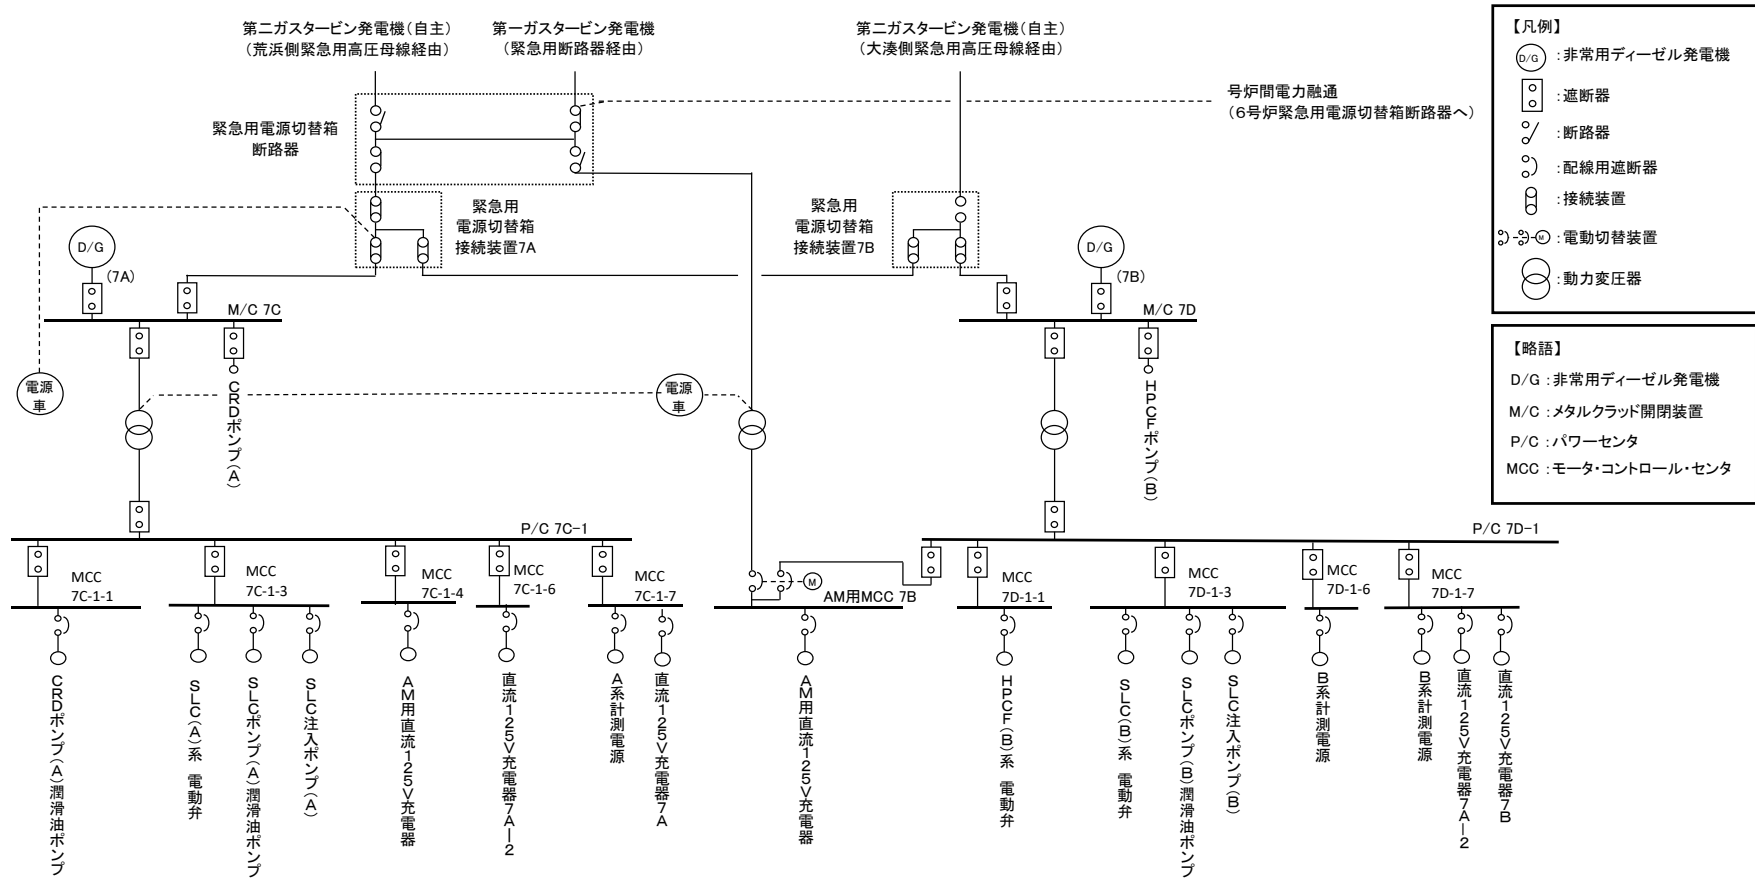 第二ガスタービン発電機(自主)
(荒浜側緊急用高圧母線経由)
第一ガスタービン発電機
(緊急用断路器経由)
第二ガスタービン発電機(自主)
(大湊側緊急用高圧母線経由)
号炉間電力融通
(6号炉緊急用電源切替箱断路器へ)
緊急用電源切替箱
断路器
緊急用
電源切替箱
接続装置7A
緊急用
電源切替箱
接続装置7B
D/G
(7A)
D/G
(7B)
M/C 7C
M/C 7D
電源
車
電源
車
CRDポンプ(A)
HPCFポンプ(B)
P/C 7C-1
P/C 7D-1
MCC
7C-1-1
MCC
7C-1-3
MCC
7C-1-4
MCC
7C-1-6
MCC
7C-1-7
M
AM用MCC 7B
MCC
7D-1-1
MCC
7D-1-3
MCC
7D-1-6
MCC
7D-1-7
CRDポンプ(A)潤滑油ポンプ
SLC(A)系 電動弁
SLCポンプ(A)潤滑油ポンプ
SLC注入ポンプ(A)
AM用直流125V充電器
直流125V充電器7A-2
A系計測電源
直流125V充電器7A
AM用直流125V充電器
HPCF(B)系 電動弁
SLC(B)系 電動弁
SLCポンプ(B)潤滑油ポンプ
SLC注入ポンプ(B)
B系計測電源
B系計測電源
直流125V充電器7A-2
直流125V充電器7B
【凡例】
D/G :非常用ディーゼル発電機
:遮断器
:断路器
:配線用遮断器
:接続装置
M :電動切替装置
:動力変圧器
【略語】
D/G :非常用ディーゼル発電機
M/C :メタルクラッド開閉装置
P/C :パワーセンタ
MCC :モータ・コントロール・センタ